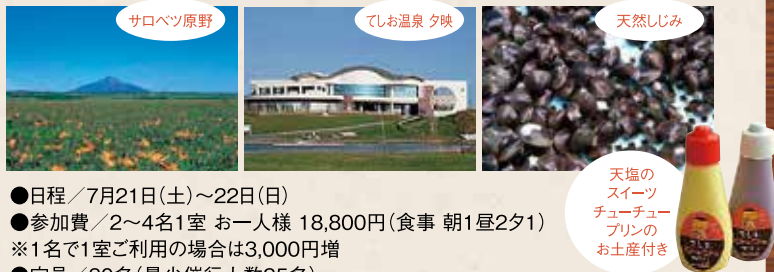 サロベツ原野
てしお温泉 夕映
天然しじみ
天塩の
スイーツ
チューチュー
プリンの
お土産付き
●日程／7月21日（土）～22日（日）
●参加費／2～4名1室 お一人様 18,800円（食事 朝1昼2夕1）
※1名で1室ご利用の場合は3,000円増